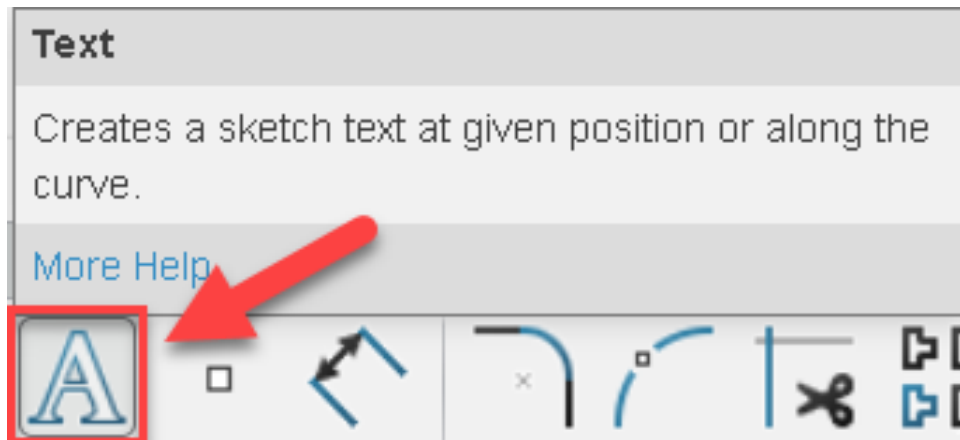 Text
Creates a sketch text at given position or along the
curve.
More Help
A